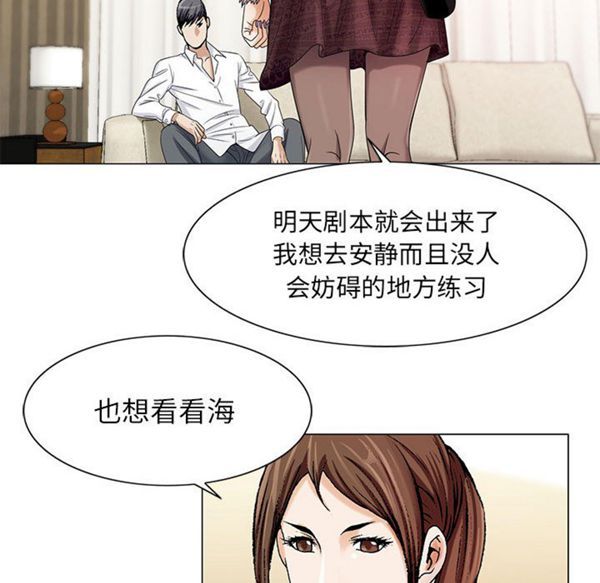 明天剧本就会出来了
我想去安静而且没人
会妨碍的地方练习
也想看看海